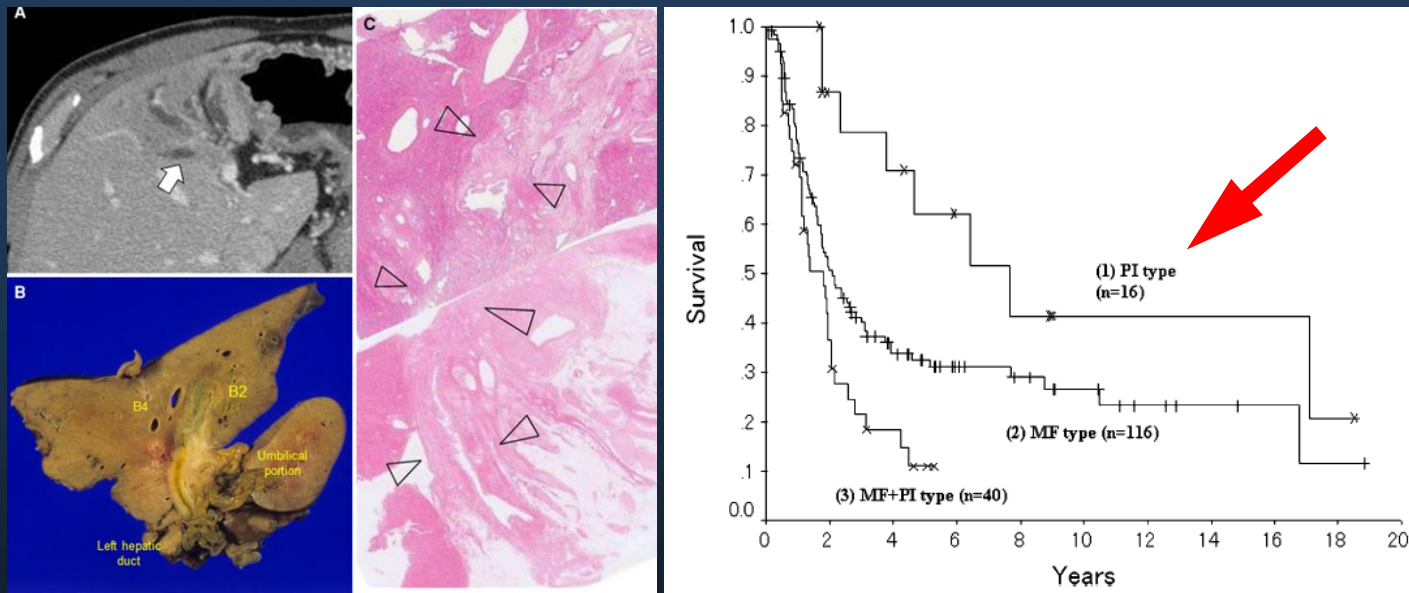 A
B
B4
B2
Umbilical
portion
Left hepatic
duct
C
Survival
1.0
.9
.8
.7
.6
.5
.4
.3
.2
.1
0.0
(1) PI type
(n=16)
(2) MF type (n=116)
(3) MF+PI type (n=40)
0 2 4 6 8 10 12 14 16 18 20
Years